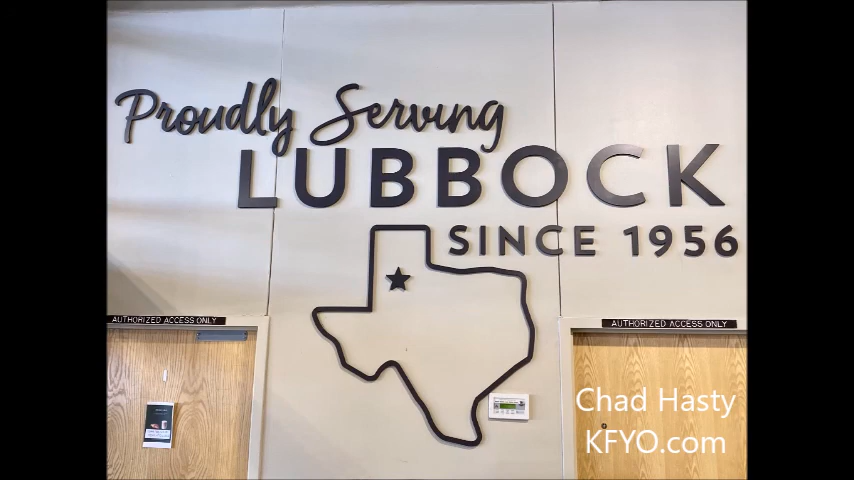 Proudly Serving
LUBBOCK
SINCE 1956
AUTHORIZED ACCESS ONLY
AUTHORIZED ACCESS ONLY
Chad Hasty
KFYO.com